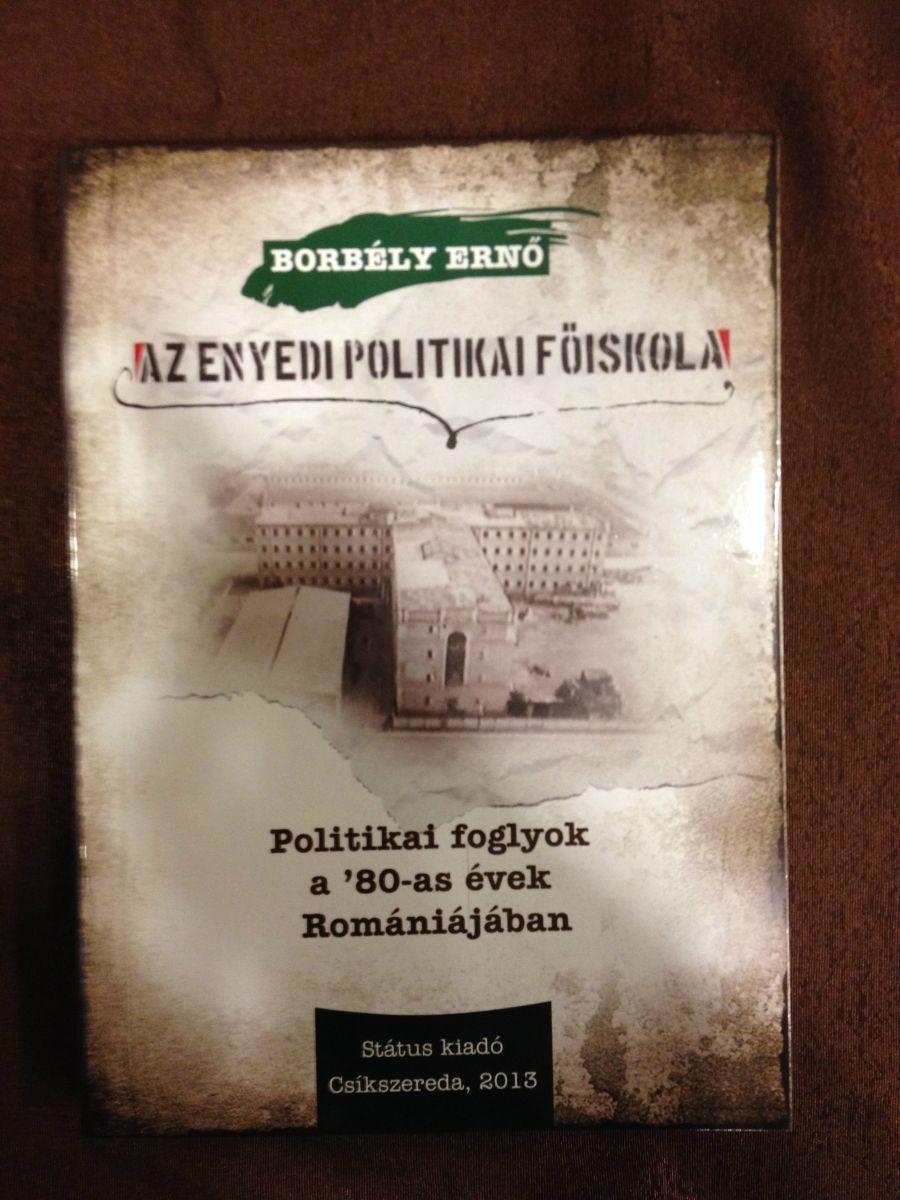 BORBÉLY ERNŐ
AZ ENYEDI POLITIKAI FŐISKOLA
Politikai foglyok
a ’80-as évek
Romániájában
Státus kiadó
Csíkszereda, 2013